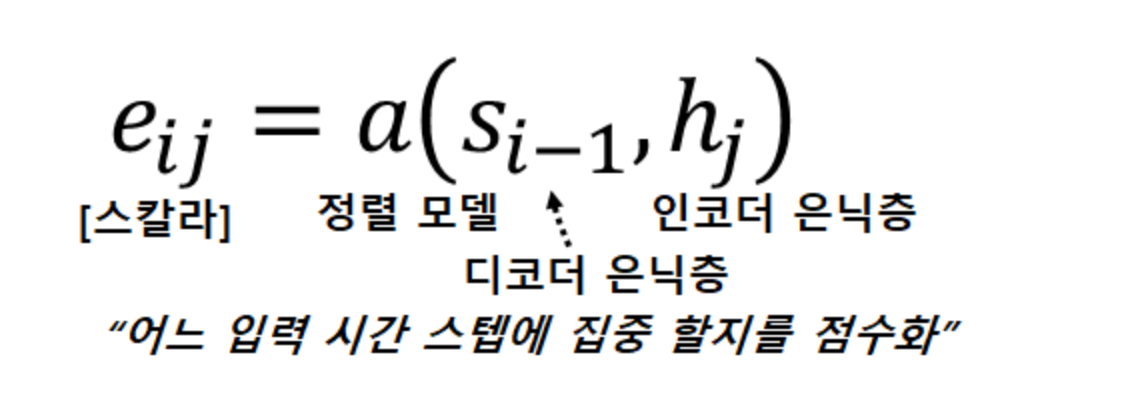 e_{ij} = a(s_{i-1}, h_j)
[스칼라] 정렬 모델 인코더 은닉층
디코더 은닉층
“어느 입력 시간 스텝에 집중 할지를 점수화”